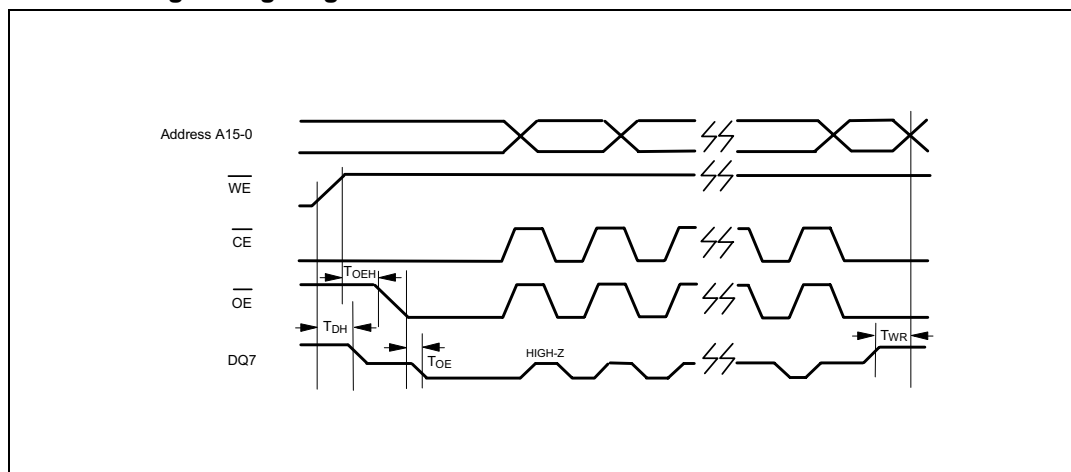 Address A15-0
WE
CE
TOEH
OE
TDH
TWR
DQ7
TOE
HIGH-Z